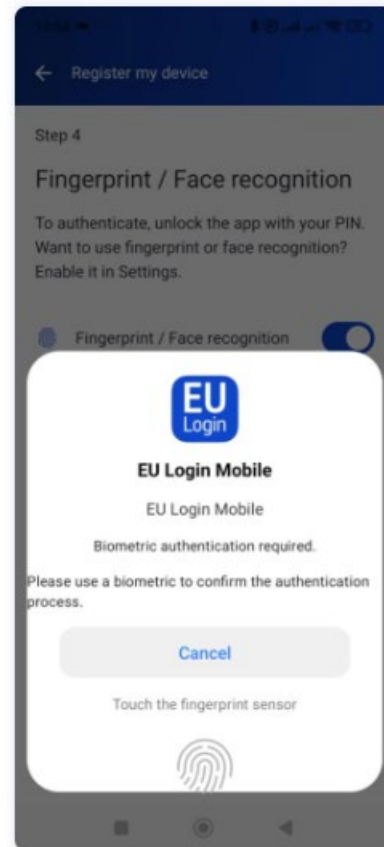 Register my device
Step 4
Fingerprint / Face recognition
To authenticate, unlock the app with your PIN.
Want to use fingerprint or face recognition?
Enable it in Settings.
Fingerprint / Face recognition
EU
Login
EU Login Mobile
EU Login Mobile
Biometric authentication required.
Please use a biometric to confirm the authentication
process.
Cancel
Touch the fingerprint sensor